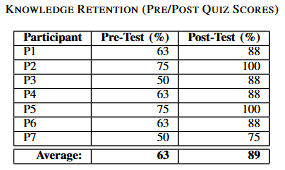 KNOWLEDGE RETENTION (PRE/POST QUIZ SCORES)
Participant Pre-Test (%) Post-Test (%)
P1 63 88
P2 75 100
P3 50 88
P4 63 88
P5 75 100
P6 63 88
P7 50 75
Average: 63 89